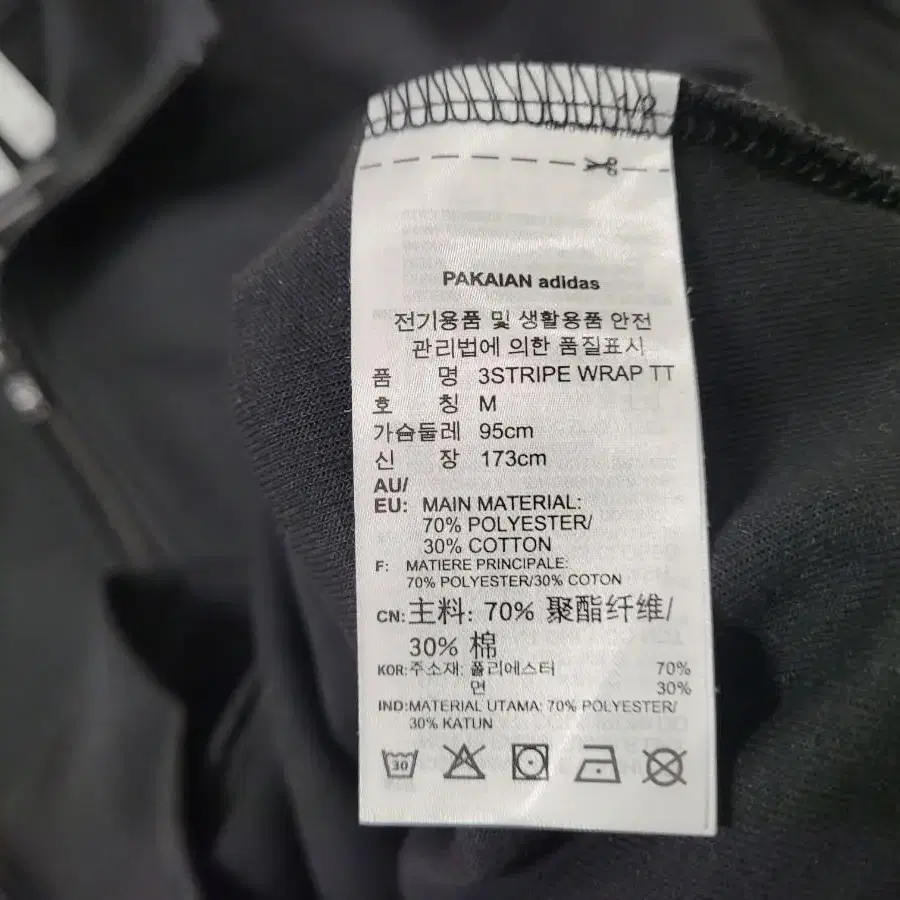 1/2
PAKAIAN adidas
전기용품 및 생활용품 안전
관리법에 의한 품질표시
품 명 3STRIPE WRAP TT
호 칭 M
가슴둘레 95cm
신 장 173cm
AU/
EU: MAIN MATERIAL:
70% POLYESTER/
30% COTTON
F: MATIERE PRINCIPALE:
70% POLYESTER/30% COTON
CN:主料: 70% 聚酯纤维/
30% 棉
KOR:주소재: 폴리에스터 70%
면 30%
IND:MATERIAL UTAMA: 70% POLYESTER/
30% KATUN
30